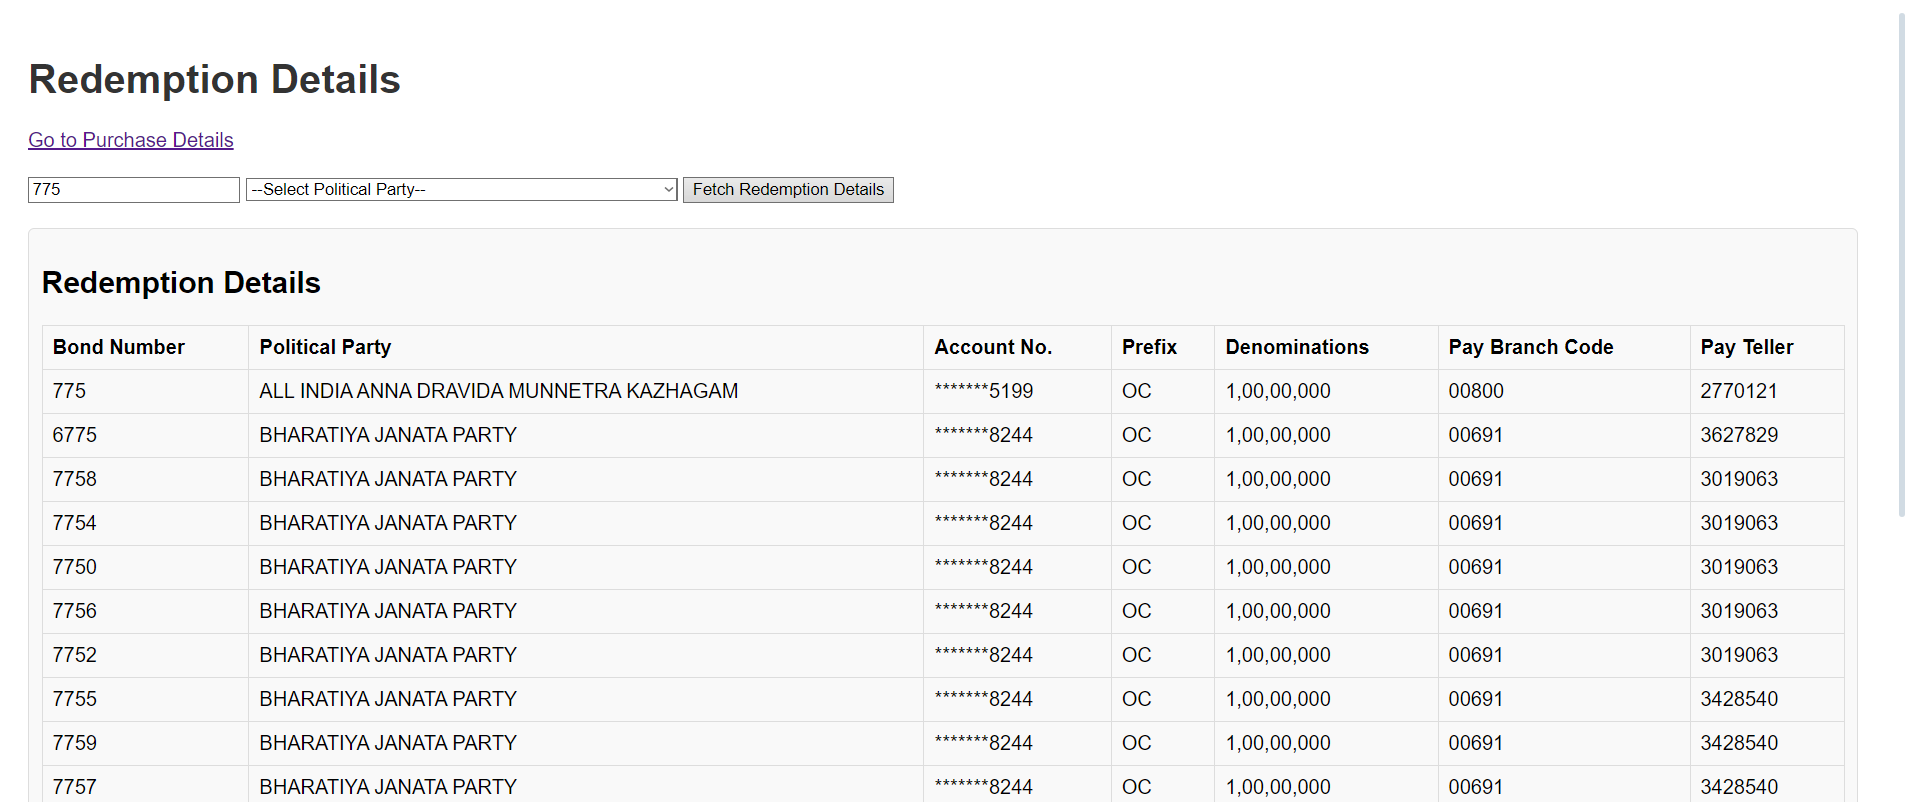 Redemption Details
Go to Purchase Details
775 --Select Political Party-- Fetch Redemption Details
Redemption Details
Bond Number Political Party Account No. Prefix Denominations Pay Branch Code Pay Teller
775 ALL INDIA ANNA DRAVIDA MUNNETRA KAZHAGAM *******5199 OC 1,00,00,000 00800 2770121
6775 BHARATIYA JANATA PARTY *******8244 OC 1,00,00,000 00691 3627829
7758 BHARATIYA JANATA PARTY *******8244 OC 1,00,00,000 00691 3019063
7754 BHARATIYA JANATA PARTY *******8244 OC 1,00,00,000 00691 3019063
7750 BHARATIYA JANATA PARTY *******8244 OC 1,00,00,000 00691 3019063
7756 BHARATIYA JANATA PARTY *******8244 OC 1,00,00,000 00691 3019063
7752 BHARATIYA JANATA PARTY *******8244 OC 1,00,00,000 00691 3019063
7755 BHARATIYA JANATA PARTY *******8244 OC 1,00,00,000 00691 3428540
7759 BHARATIYA JANATA PARTY *******8244 OC 1,00,00,000 00691 3428540
7757 BHARATIYA JANATA PARTY *******8244 OC 1,00,00,000 00691 3428540